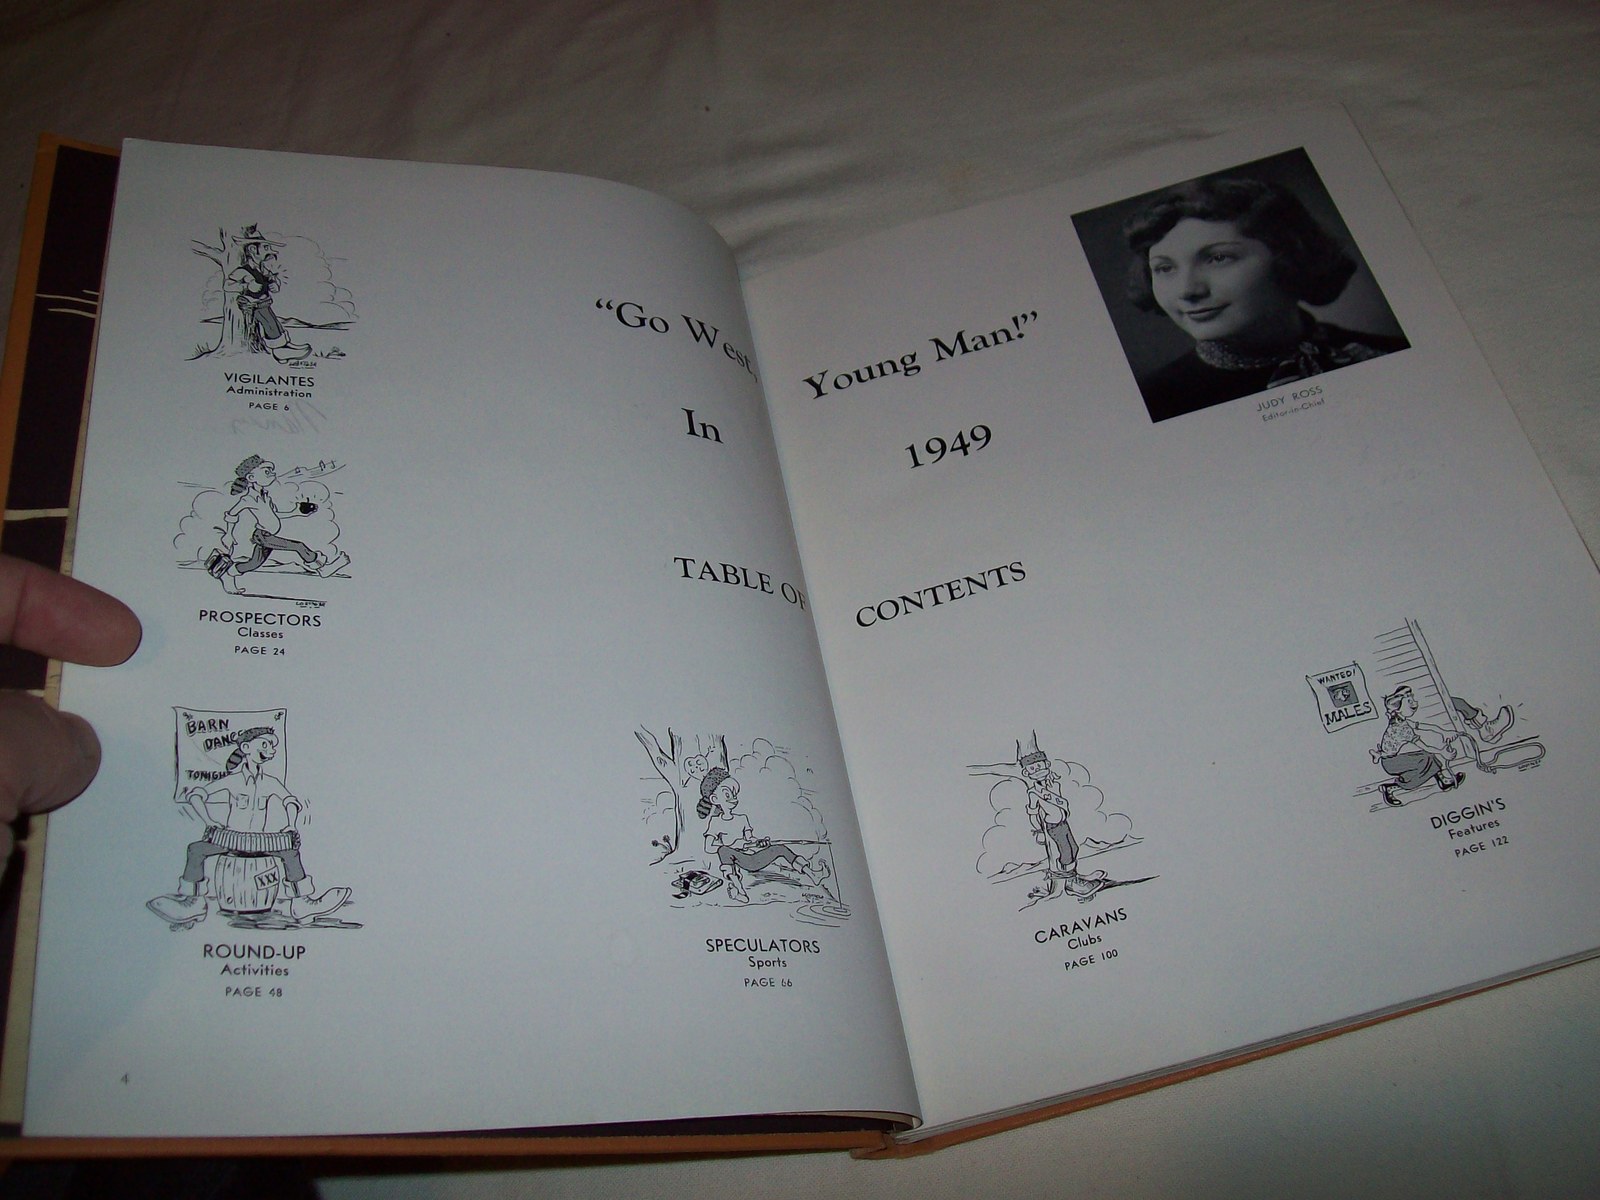 "Go West, Young Man!"
In 1949
TABLE OF CONTENTS
JUDY ROSS
Editor-in-Chief
VIGILANTES
Administration
PAGE 6
PROSPECTORS
Classes
PAGE 24
BARN
DANCE
TONIGHT
XXX
ROUND-UP
Activities
PAGE 48
SPECULATORS
Sports
PAGE 66
CARAVANS
Clubs
PAGE 100
WANTED!
MALES
DIGGIN'S
Features
PAGE 122
4